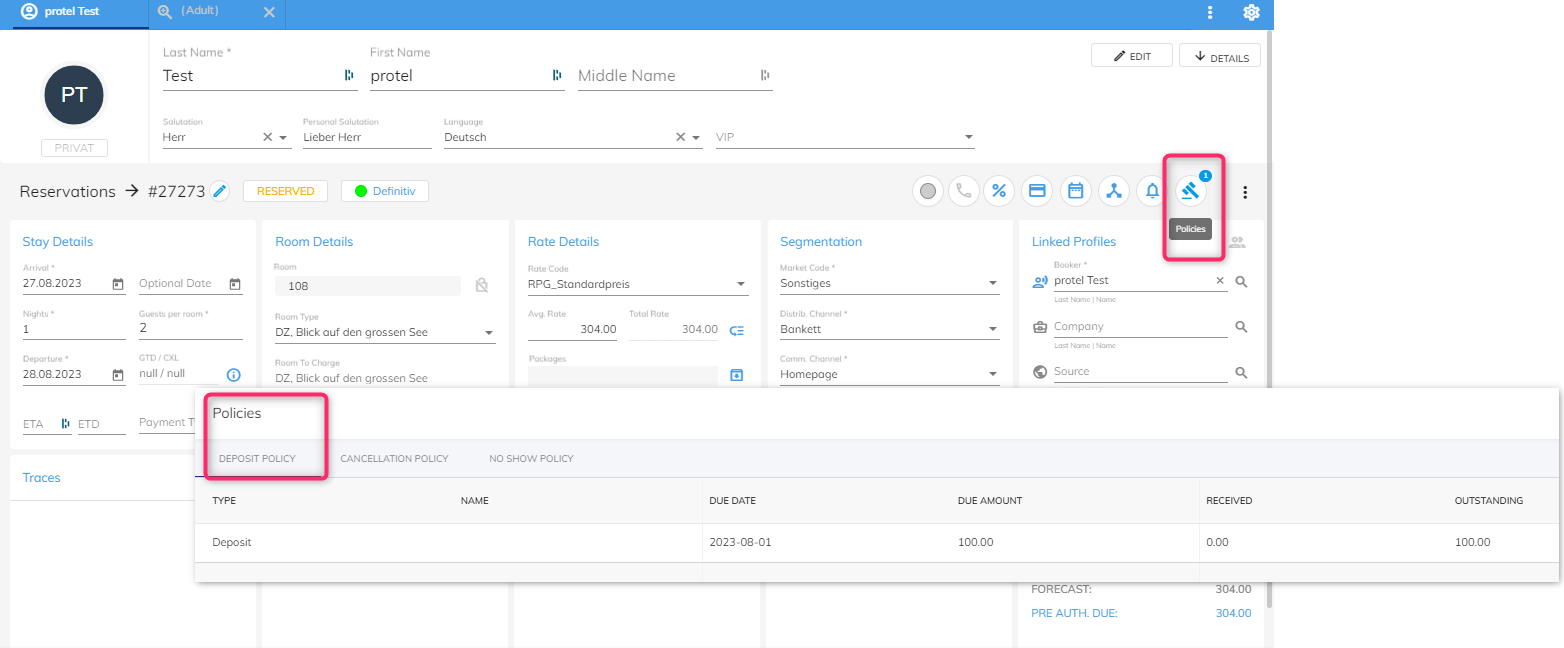 protel Test
(Adult)
Last Name *
First Name
Test
protel
Middle Name
EDIT
DETAILS
PT
PRIVAT
Salutation
Personal Salutation
Language
Herr
Lieber Herr
Deutsch
VIP
Reservations → #27273
RESERVED
Definitiv
1
Policies
Stay Details
Arrival *
27.08.2023
Optional Date
Nights *
Guests per room *
1
2
Departure *
GTD / CXL
28.08.2023
null / null
ETA
ETD
Payment T
Traces
Room Details
Room
108
Room Type
DZ, Blick auf den grossen See
Room To Charge
DZ, Blick auf den grossen See
Rate Details
Rate Code
RPG_Standardpreis
Avg. Rate
Total Rate
304.00
304.00
Packages
Segmentation
Market Code *
Sonstiges
Distrib. Channel *
Bankett
Comm. Channel *
Homepage
Linked Profiles
Booker *
protel Test
Last Name | Name
Company
Last Name | Name
Source
Policies
DEPOSIT POLICY
CANCELLATION POLICY
NO SHOW POLICY
TYPE NAME DUE DATE DUE AMOUNT RECEIVED OUTSTANDING
Deposit 2023-08-01 100.00 0.00 100.00
FORECAST: 304.00
PRE AUTH. DUE: 304.00